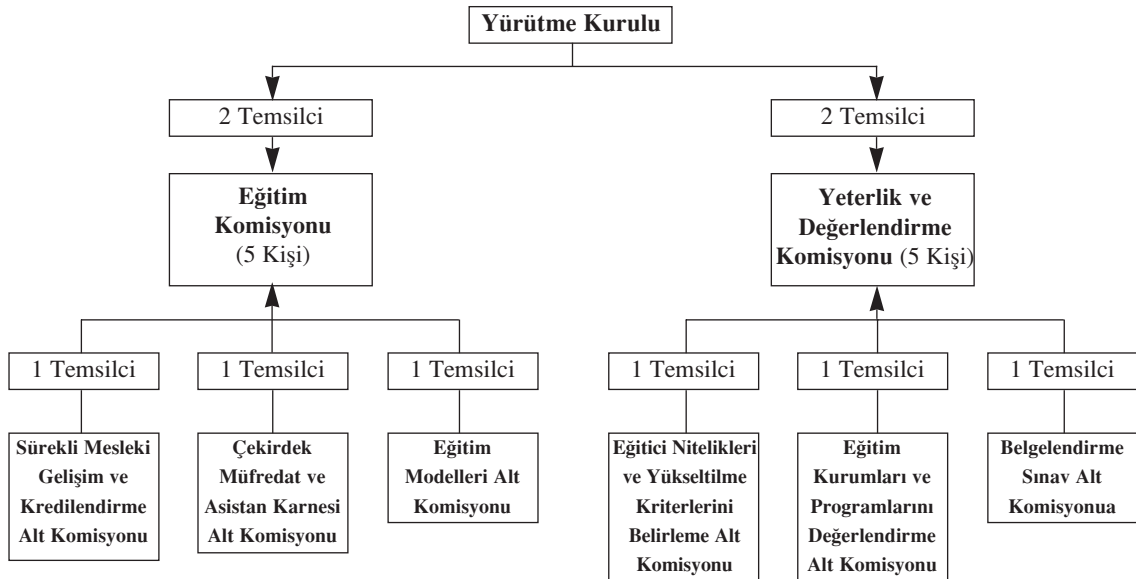 Yürütme Kurulu
2 Temsilci
2 Temsilci
Eğitim
Komisyonu
(5 Kişi)
Yeterlik ve
Değerlendirme
Komisyonu (5 Kişi)
1 Temsilci
1 Temsilci
1 Temsilci
1 Temsilci
1 Temsilci
1 Temsilci
Sürekli Mesleki
Gelişim ve
Kredilendirme
Alt Komisyonu
Çekirdek
Müfredat ve
Asistan Karnesi
Alt Komisyonu
Eğitim
Modelleri Alt
Komisyonu
Eğitici Nitelikleri
ve Yükseltilme
Kriterlerini
Belirleme Alt
Komisyonu
Eğitim
Kurumları ve
Programlarını
Değerlendirme
Alt Komisyonu
Belgelendirme
Sınav Alt
Komisyonua